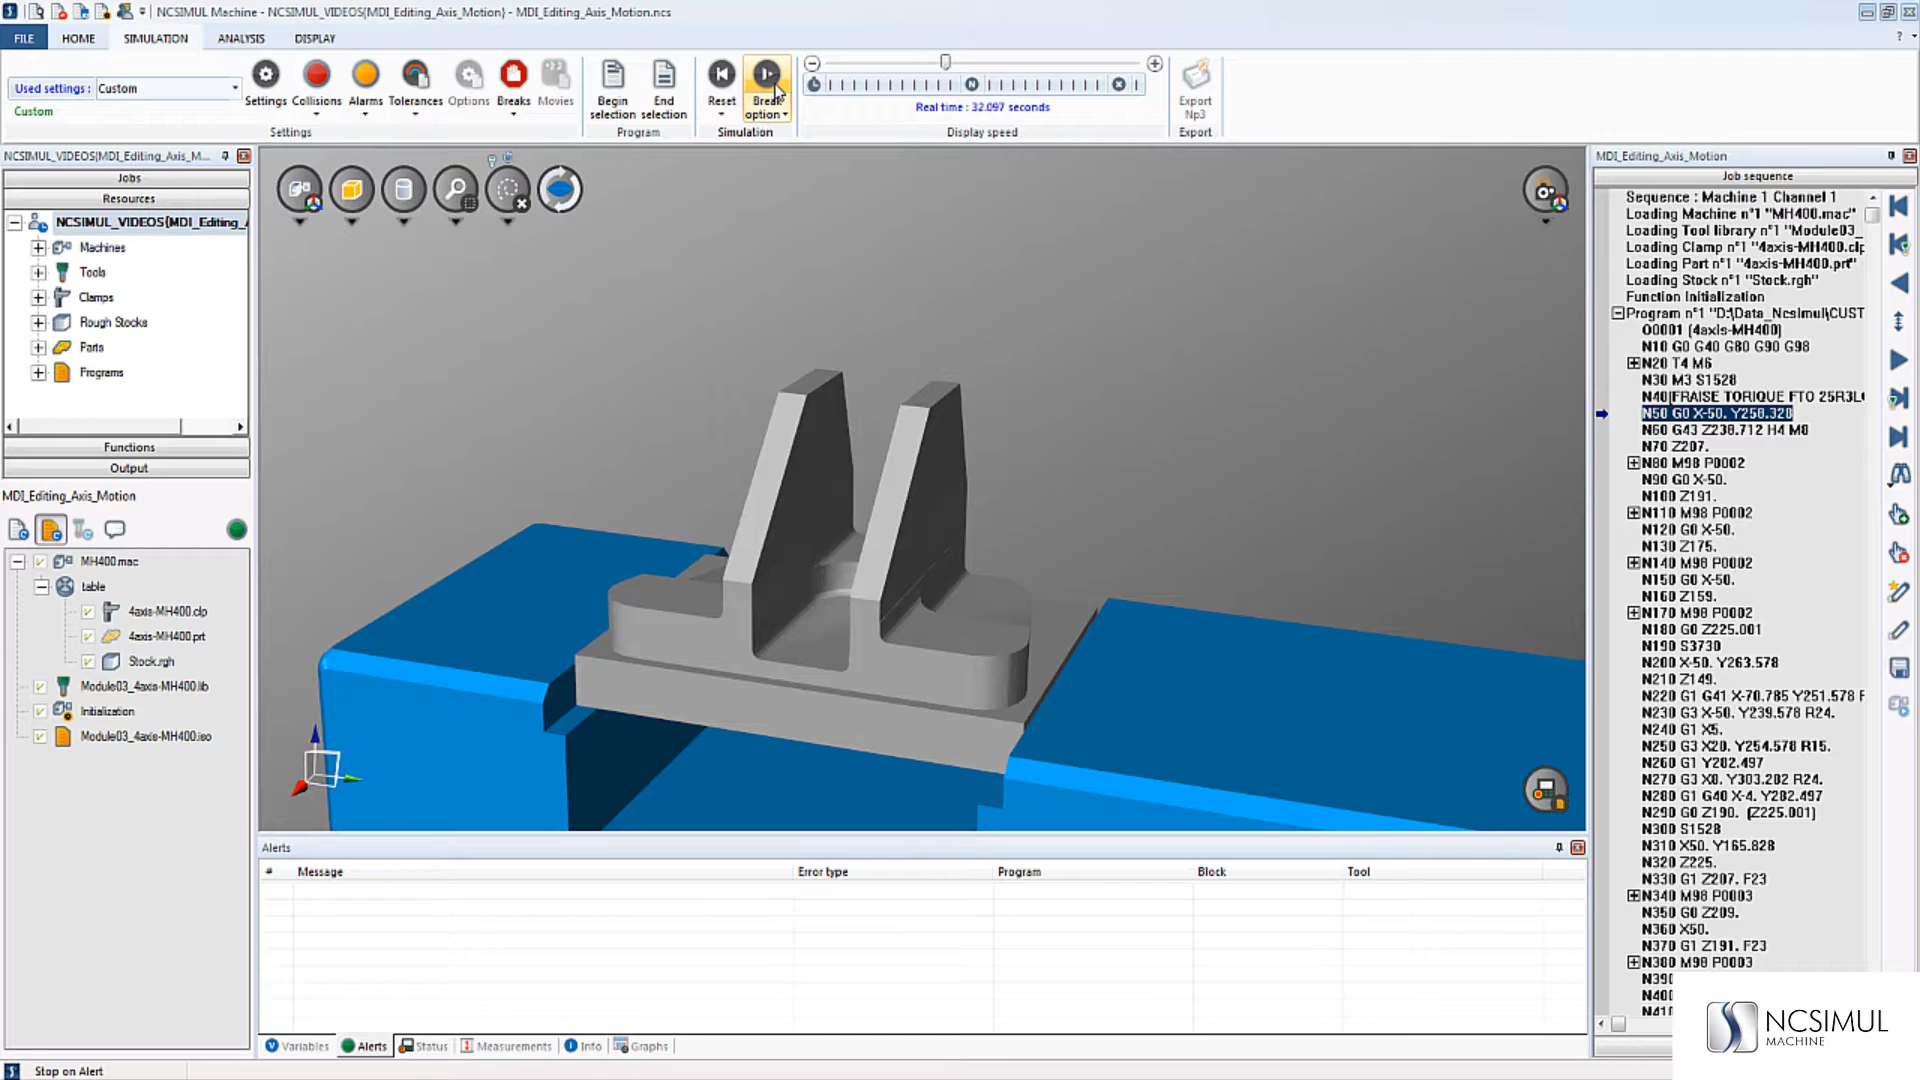 NCSIMUL Machine - NCSIMUL_VIDEOS{MDI_Editing_Axis_Motion} - MDI_Editing_Axis_Motion.ncs
FILE HOME SIMULATION ANALYSIS DISPLAY
Used settings : Custom
Custom
Settings Collisions Alarms Tolerances Options Breaks Movies
Settings
Begin selection End selection
Program
Reset Break option
Simulation
Real time : 32.097 seconds
Display speed
Export Np3
Export
NCSIMUL_VIDEOS{MDI_Editing_Axis_M...
Jobs
Resources
NCSIMUL_VIDEOS{MDI_Editing_
Machines
Tools
Clamps
Rough Stocks
Parts
Programs
Functions
Output
MDI_Editing_Axis_Motion
MH400.mac
table
4axis-MH400.clp
4axis-MH400.prt
Stock.rgh
Module03_4axis-MH400.lib
Initialization
Module03_4axis-MH400.iso
Alerts
# Message Error type Program Block Tool
Variables Alerts Status Measurements Info Graphs
Stop on Alert
MDI_Editing_Axis_Motion
Job sequence
Sequence : Machine 1 Channel 1
Loading Machine n°1 "MH400.mac"
Loading Tool library n°1 "Module03_
Loading Clamp n°1 "4axis-MH400.clp
Loading Part n°1 "4axis-MH400.prt"
Loading Stock n°1 "Stock.rgh"
Function Initialization
Program n°1 "D:\Data_Ncsimul\CUST
O0001 (4axis-MH400)
N10 G0 G40 G80 G90 G98
N20 T4 M6
N30 M3 S1528
N40(FRAISE TORIQUE FTO 25R3L
N50 G0 X-50. Y258.328
N60 G43 Z238.712 H4 M8
N70 Z207.
N80 M98 P0002
N90 G0 X-50.
N100 Z191.
N110 M98 P0002
N120 G0 X-50.
N130 Z175.
N140 M98 P0002
N150 G0 X-50.
N160 Z159.
N170 M98 P0002
N180 G0 Z225.001
N190 S3730
N200 X-50. Y263.578
N210 Z149.
N220 G1 G41 X-70.785 Y251.578 F
N230 G3 X-50. Y239.578 R24.
N240 G1 X5.
N250 G3 X20. Y254.578 R15.
N260 G1 Y282.497
N270 G3 X8. Y303.282 R24.
N280 G1 G40 X-4. Y282.497
N290 G0 Z190. (Z225.001)
N300 S1528
N310 X50. Y165.828
N320 Z225.
N330 G1 Z207. F23
N340 M98 P0003
N350 G0 Z209.
N360 X50.
N370 G1 Z191. F23
N380 M98 P0003
N390
N400
N410
NCSIMUL
MACHINE